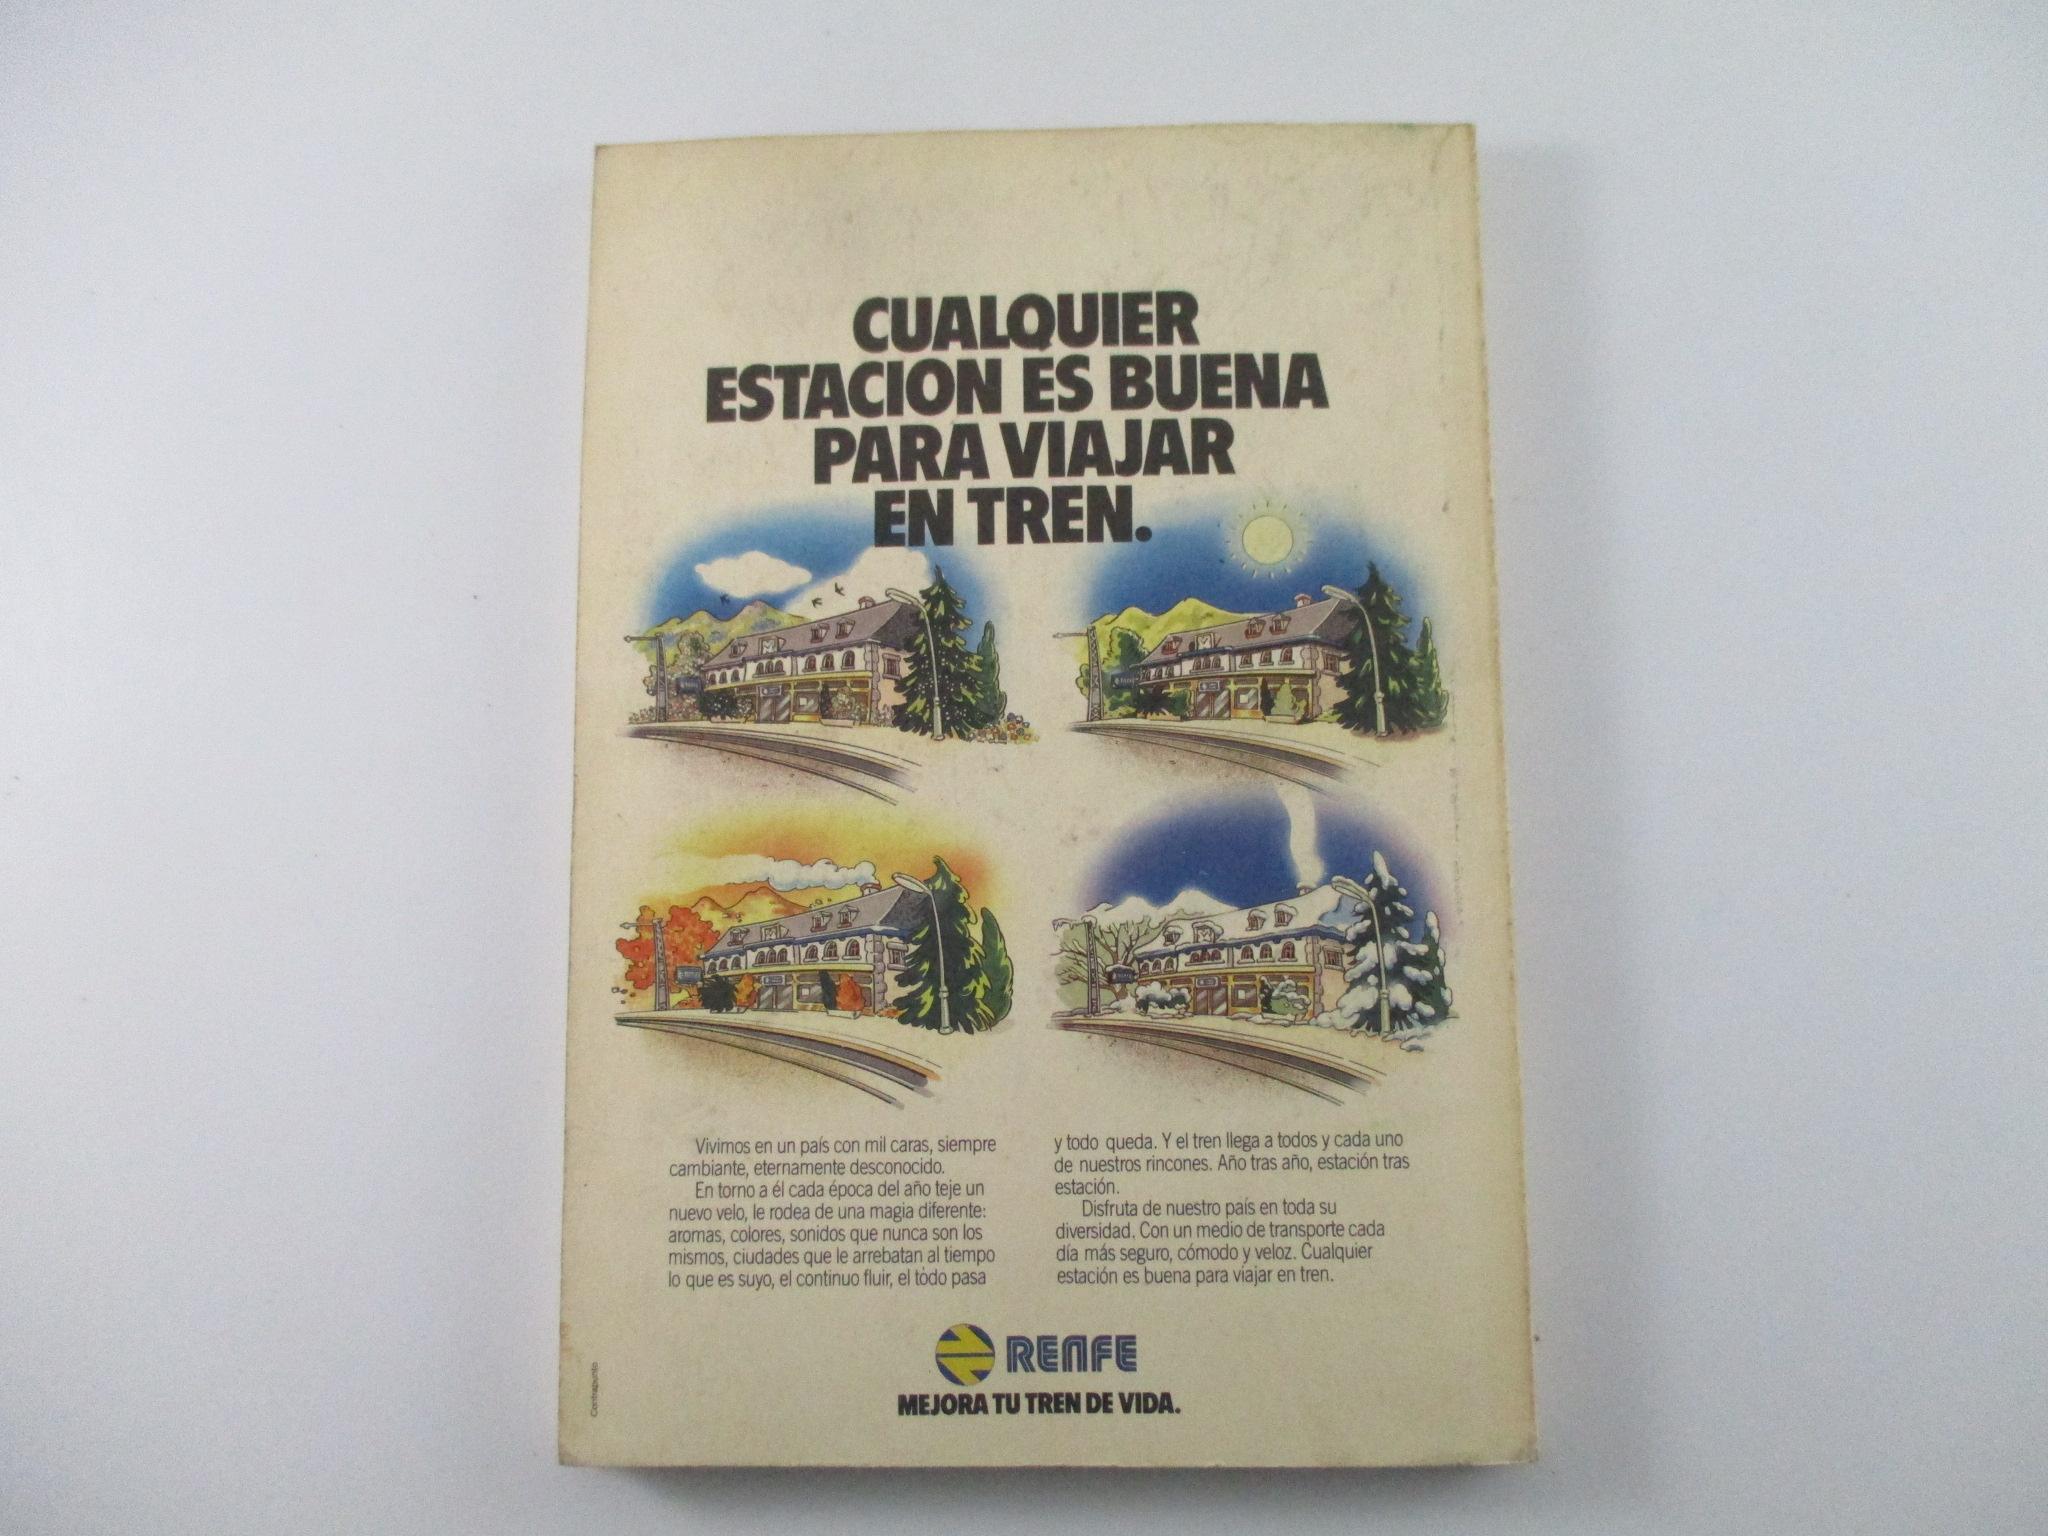 CUALQUIER
ESTACION ES BUENA
PARA VIAJAR
EN TREN.
Vivimos en un país con mil caras, siempre
cambiante, eternamente desconocido.
En torno a él cada época del año teje un
nuevo velo, le rodea de una magia diferente:
aromas, colores, sonidos que nunca son los
mismos, ciudades que le arrebatan al tiempo
lo que es suyo, el continuo fluir, el todo pasa
y todo queda. Y el tren llega a todos y cada uno
de nuestros rincones. Año tras año, estación tras
estación.
Disfruta de nuestro país en toda su
diversidad. Con un medio de transporte cada
día más seguro, cómodo y veloz. Cualquier
estación es buena para viajar en tren.
RENFE
MEJORA TU TREN DE VIDA.
Contrapunto